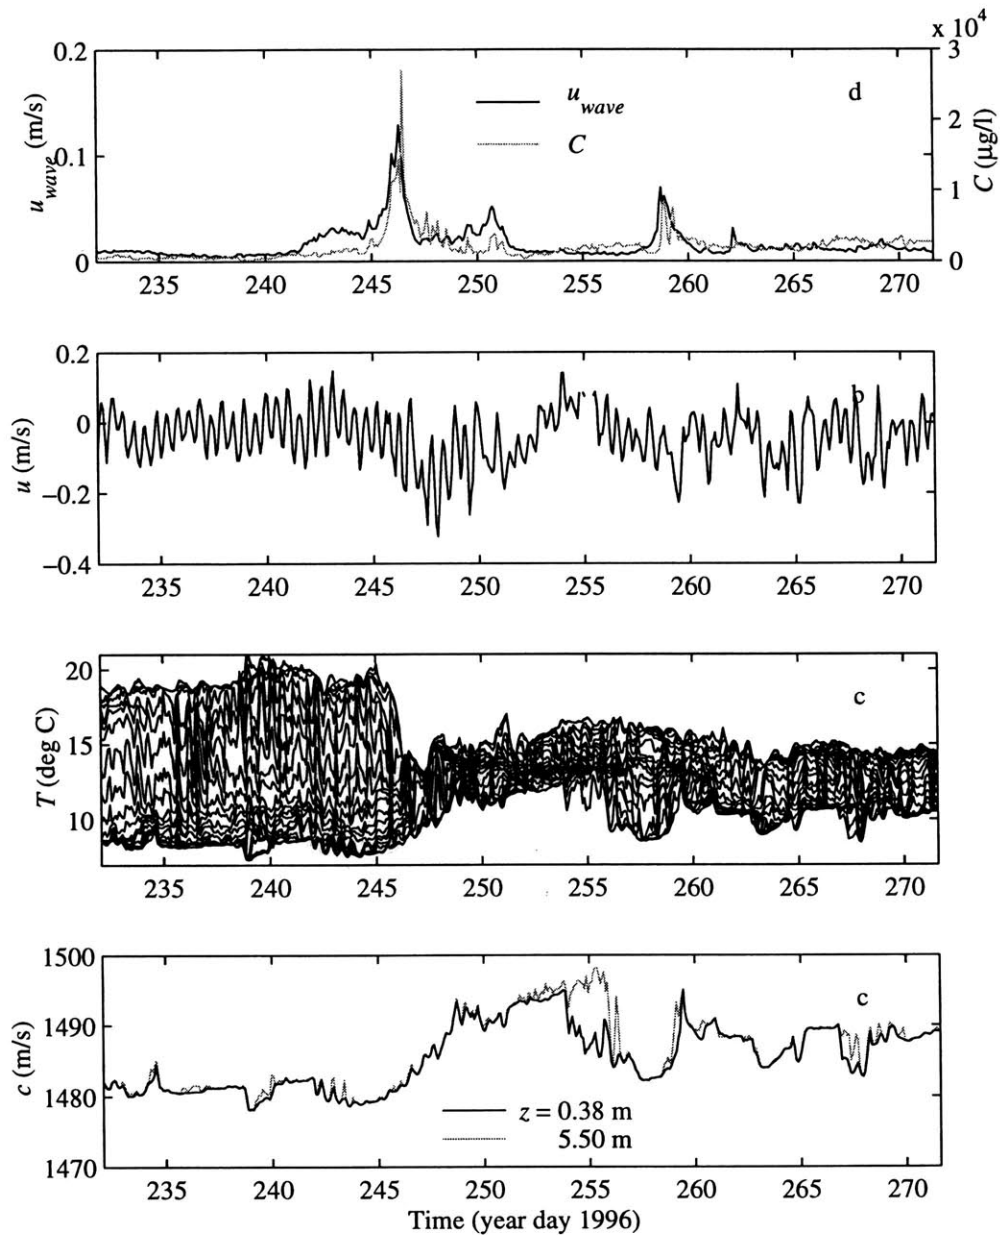 x 10⁴
0.2 3
u_wave d
u_wave (m/s) 0.1 C 2 C (µg/l)
1
0 0
235 240 245 250 255 260 265 270
0.2
b
0
u (m/s)
−0.2
−0.4
235 240 245 250 255 260 265 270
20
c
T (deg C) 15
10
235 240 245 250 255 260 265 270
1500
c
1490
c (m/s)
1480
z = 0.38 m
5.50 m
1470
235 240 245 250 255 260 265 270
Time (year day 1996)